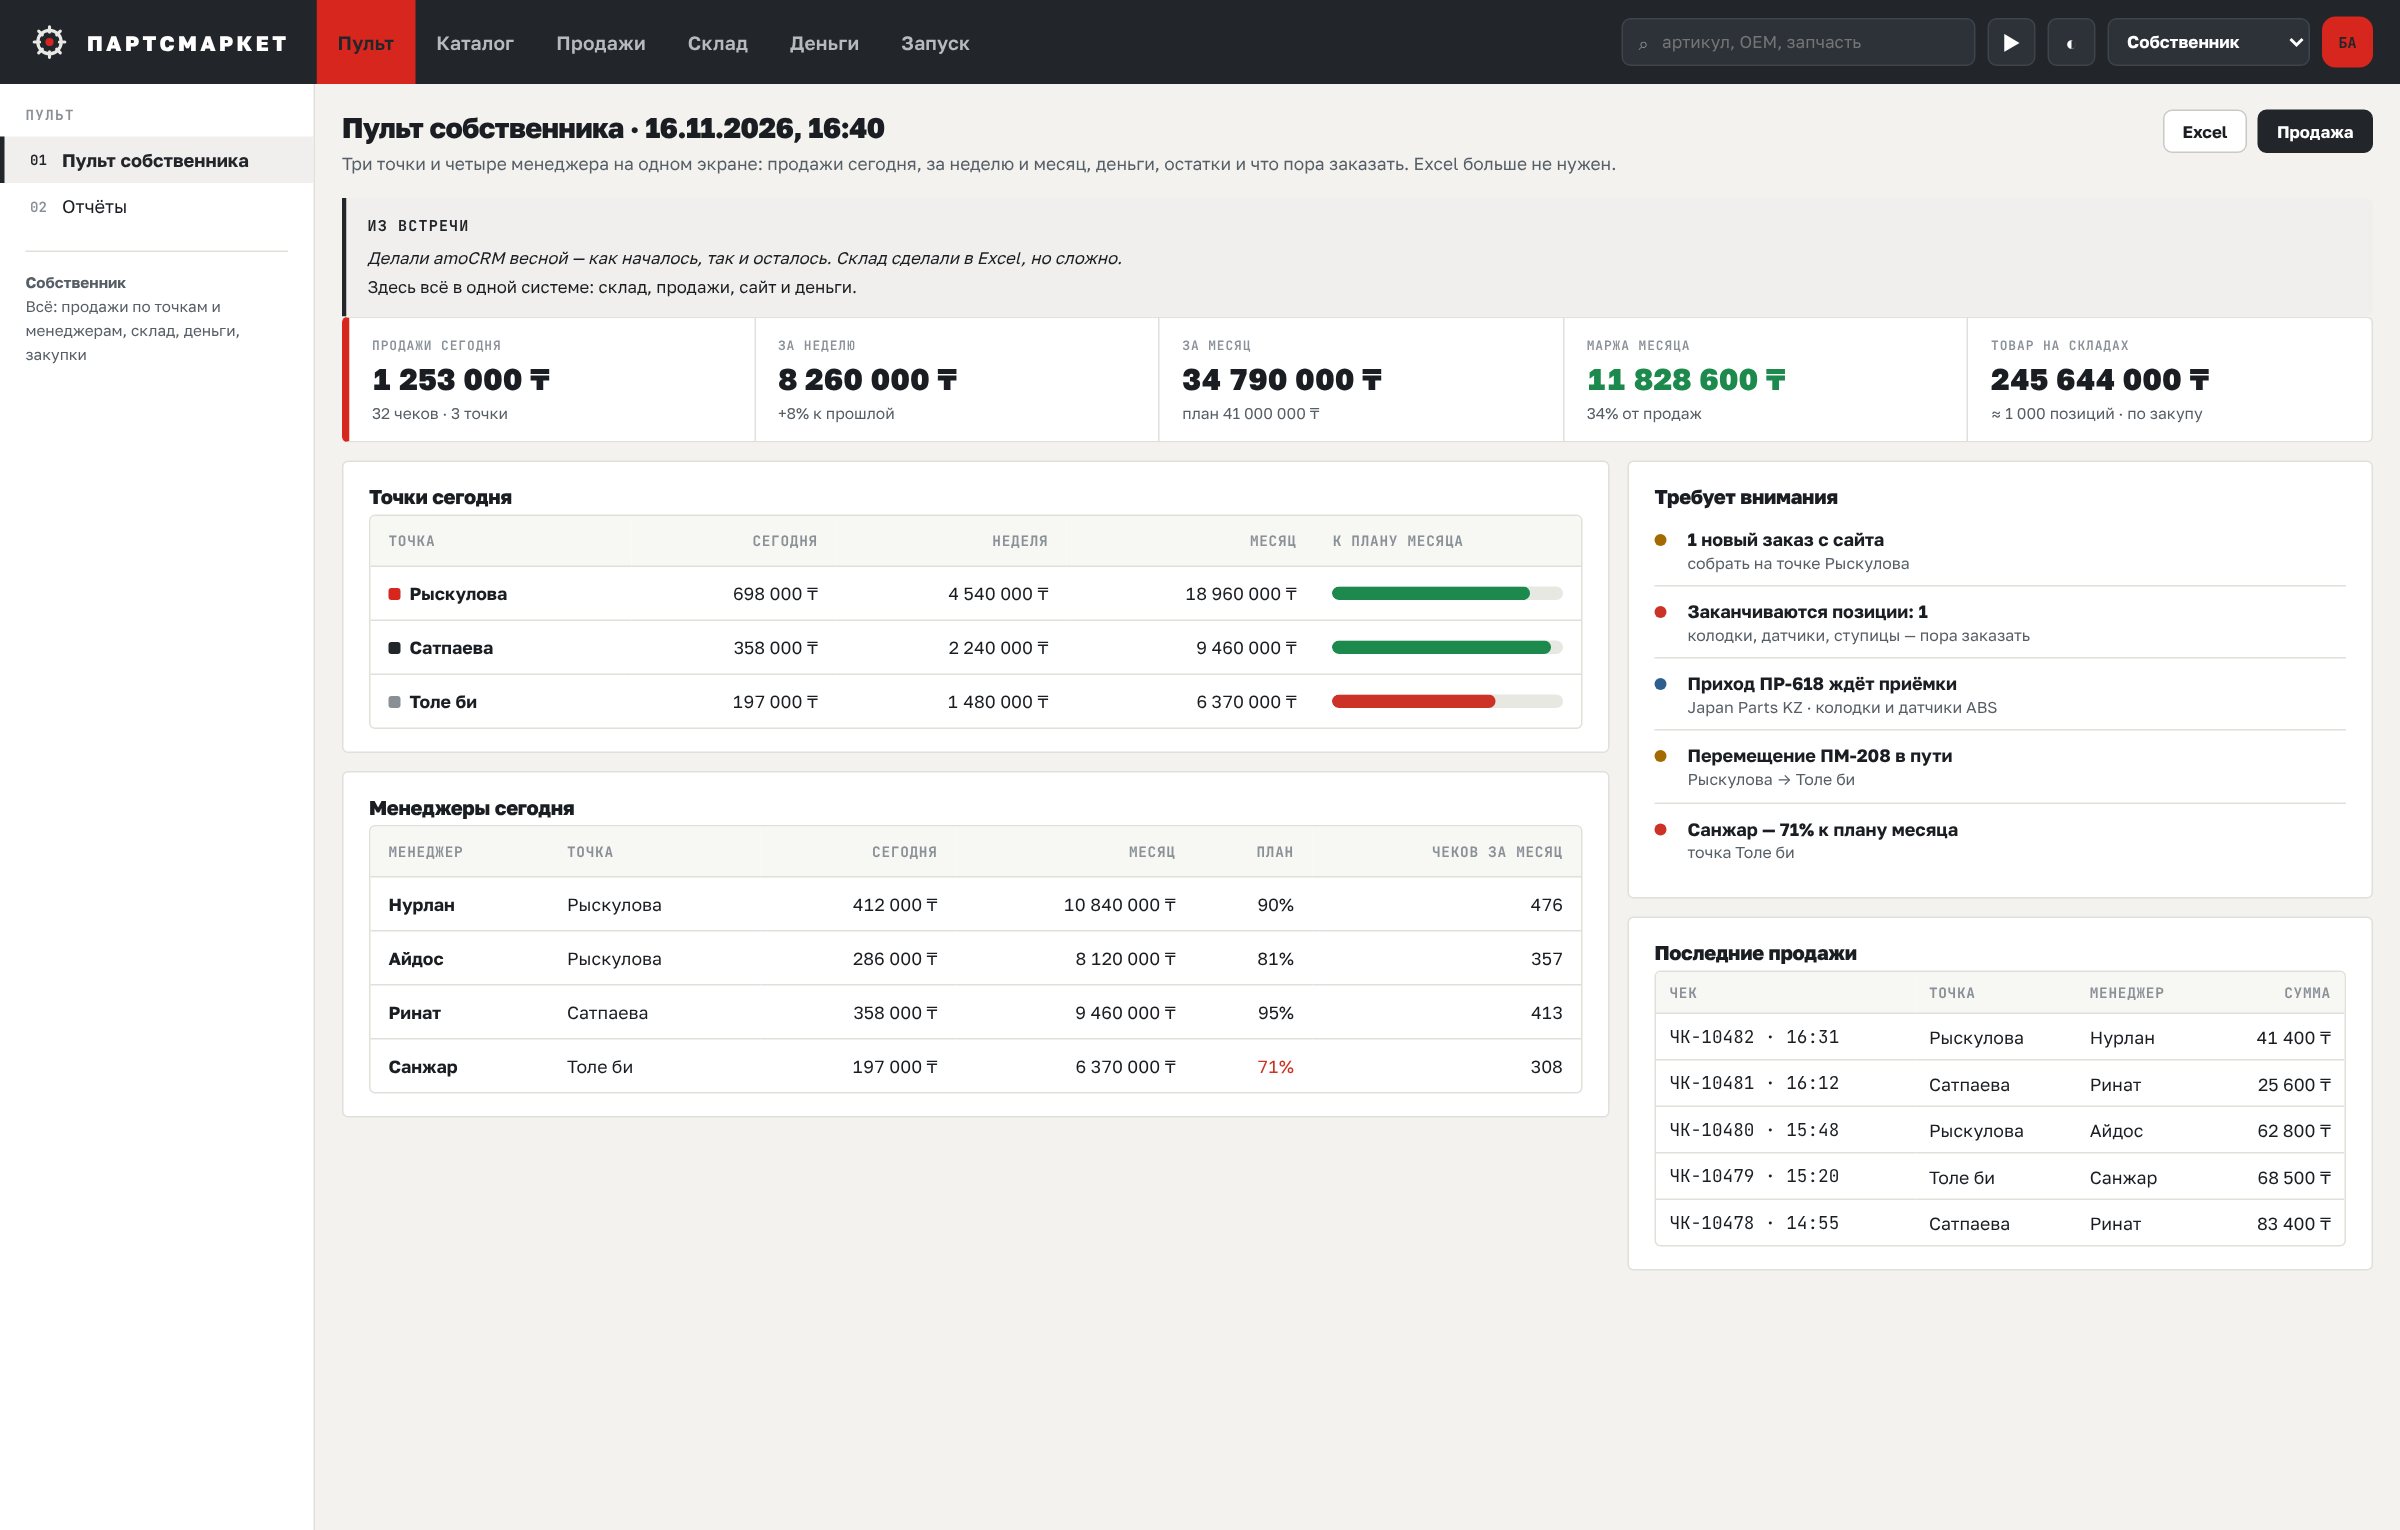 ПАРТСМАРКЕТ
Пульт Каталог Продажи Склад Деньги Запуск
артикул, OEM, запчасть
Собственник
БА
ПУЛЬТ
01 Пульт собственника
02 Отчёты
Собственник
Всё: продажи по точкам и
менеджерам, склад, деньги,
закупки
Пульт собственника · 16.11.2026, 16:40
Три точки и четыре менеджера на одном экране: продажи сегодня, за неделю и месяц, деньги, остатки и что пора заказать. Excel больше не нужен.
Excel
Продажа
ИЗ ВСТРЕЧИ
Делали amoCRM весной — как началось, так и осталось. Склад сделали в Excel, но сложно.
Здесь всё в одной системе: склад, продажи, сайт и деньги.
ПРОДАЖИ СЕГОДНЯ
1 253 000 ₸
32 чеков · 3 точки
ЗА НЕДЕЛЮ
8 260 000 ₸
+8% к прошлой
ЗА МЕСЯЦ
34 790 000 ₸
план 41 000 000 ₸
МАРЖА МЕСЯЦА
11 828 600 ₸
34% от продаж
ТОВАР НА СКЛАДАХ
245 644 000 ₸
≈ 1 000 позиций · по закупу
Точки сегодня
ТОЧКА СЕГОДНЯ НЕДЕЛЯ МЕСЯЦ К ПЛАНУ МЕСЯЦА
Рыскулова 698 000 ₸ 4 540 000 ₸ 18 960 000 ₸
Сатпаева 358 000 ₸ 2 240 000 ₸ 9 460 000 ₸
Толе би 197 000 ₸ 1 480 000 ₸ 6 370 000 ₸
Менеджеры сегодня
МЕНЕДЖЕР ТОЧКА СЕГОДНЯ МЕСЯЦ ПЛАН ЧЕКОВ ЗА МЕСЯЦ
Нурлан Рыскулова 412 000 ₸ 10 840 000 ₸ 90% 476
Айдос Рыскулова 286 000 ₸ 8 120 000 ₸ 81% 357
Ринат Сатпаева 358 000 ₸ 9 460 000 ₸ 95% 413
Санжар Толе би 197 000 ₸ 6 370 000 ₸ 71% 308
Требует внимания
1 новый заказ с сайта
собрать на точке Рыскулова
Заканчиваются позиции: 1
колодки, датчики, ступицы — пора заказать
Приход ПР-618 ждёт приёмки
Japan Parts KZ · колодки и датчики ABS
Перемещение ПМ-208 в пути
Рыскулова → Толе би
Санжар — 71% к плану месяца
точка Толе би
Последние продажи
ЧЕК ТОЧКА МЕНЕДЖЕР СУММА
ЧК-10482 · 16:31 Рыскулова Нурлан 41 400 ₸
ЧК-10481 · 16:12 Сатпаева Ринат 25 600 ₸
ЧК-10480 · 15:48 Рыскулова Айдос 62 800 ₸
ЧК-10479 · 15:20 Толе би Санжар 68 500 ₸
ЧК-10478 · 14:55 Сатпаева Ринат 83 400 ₸